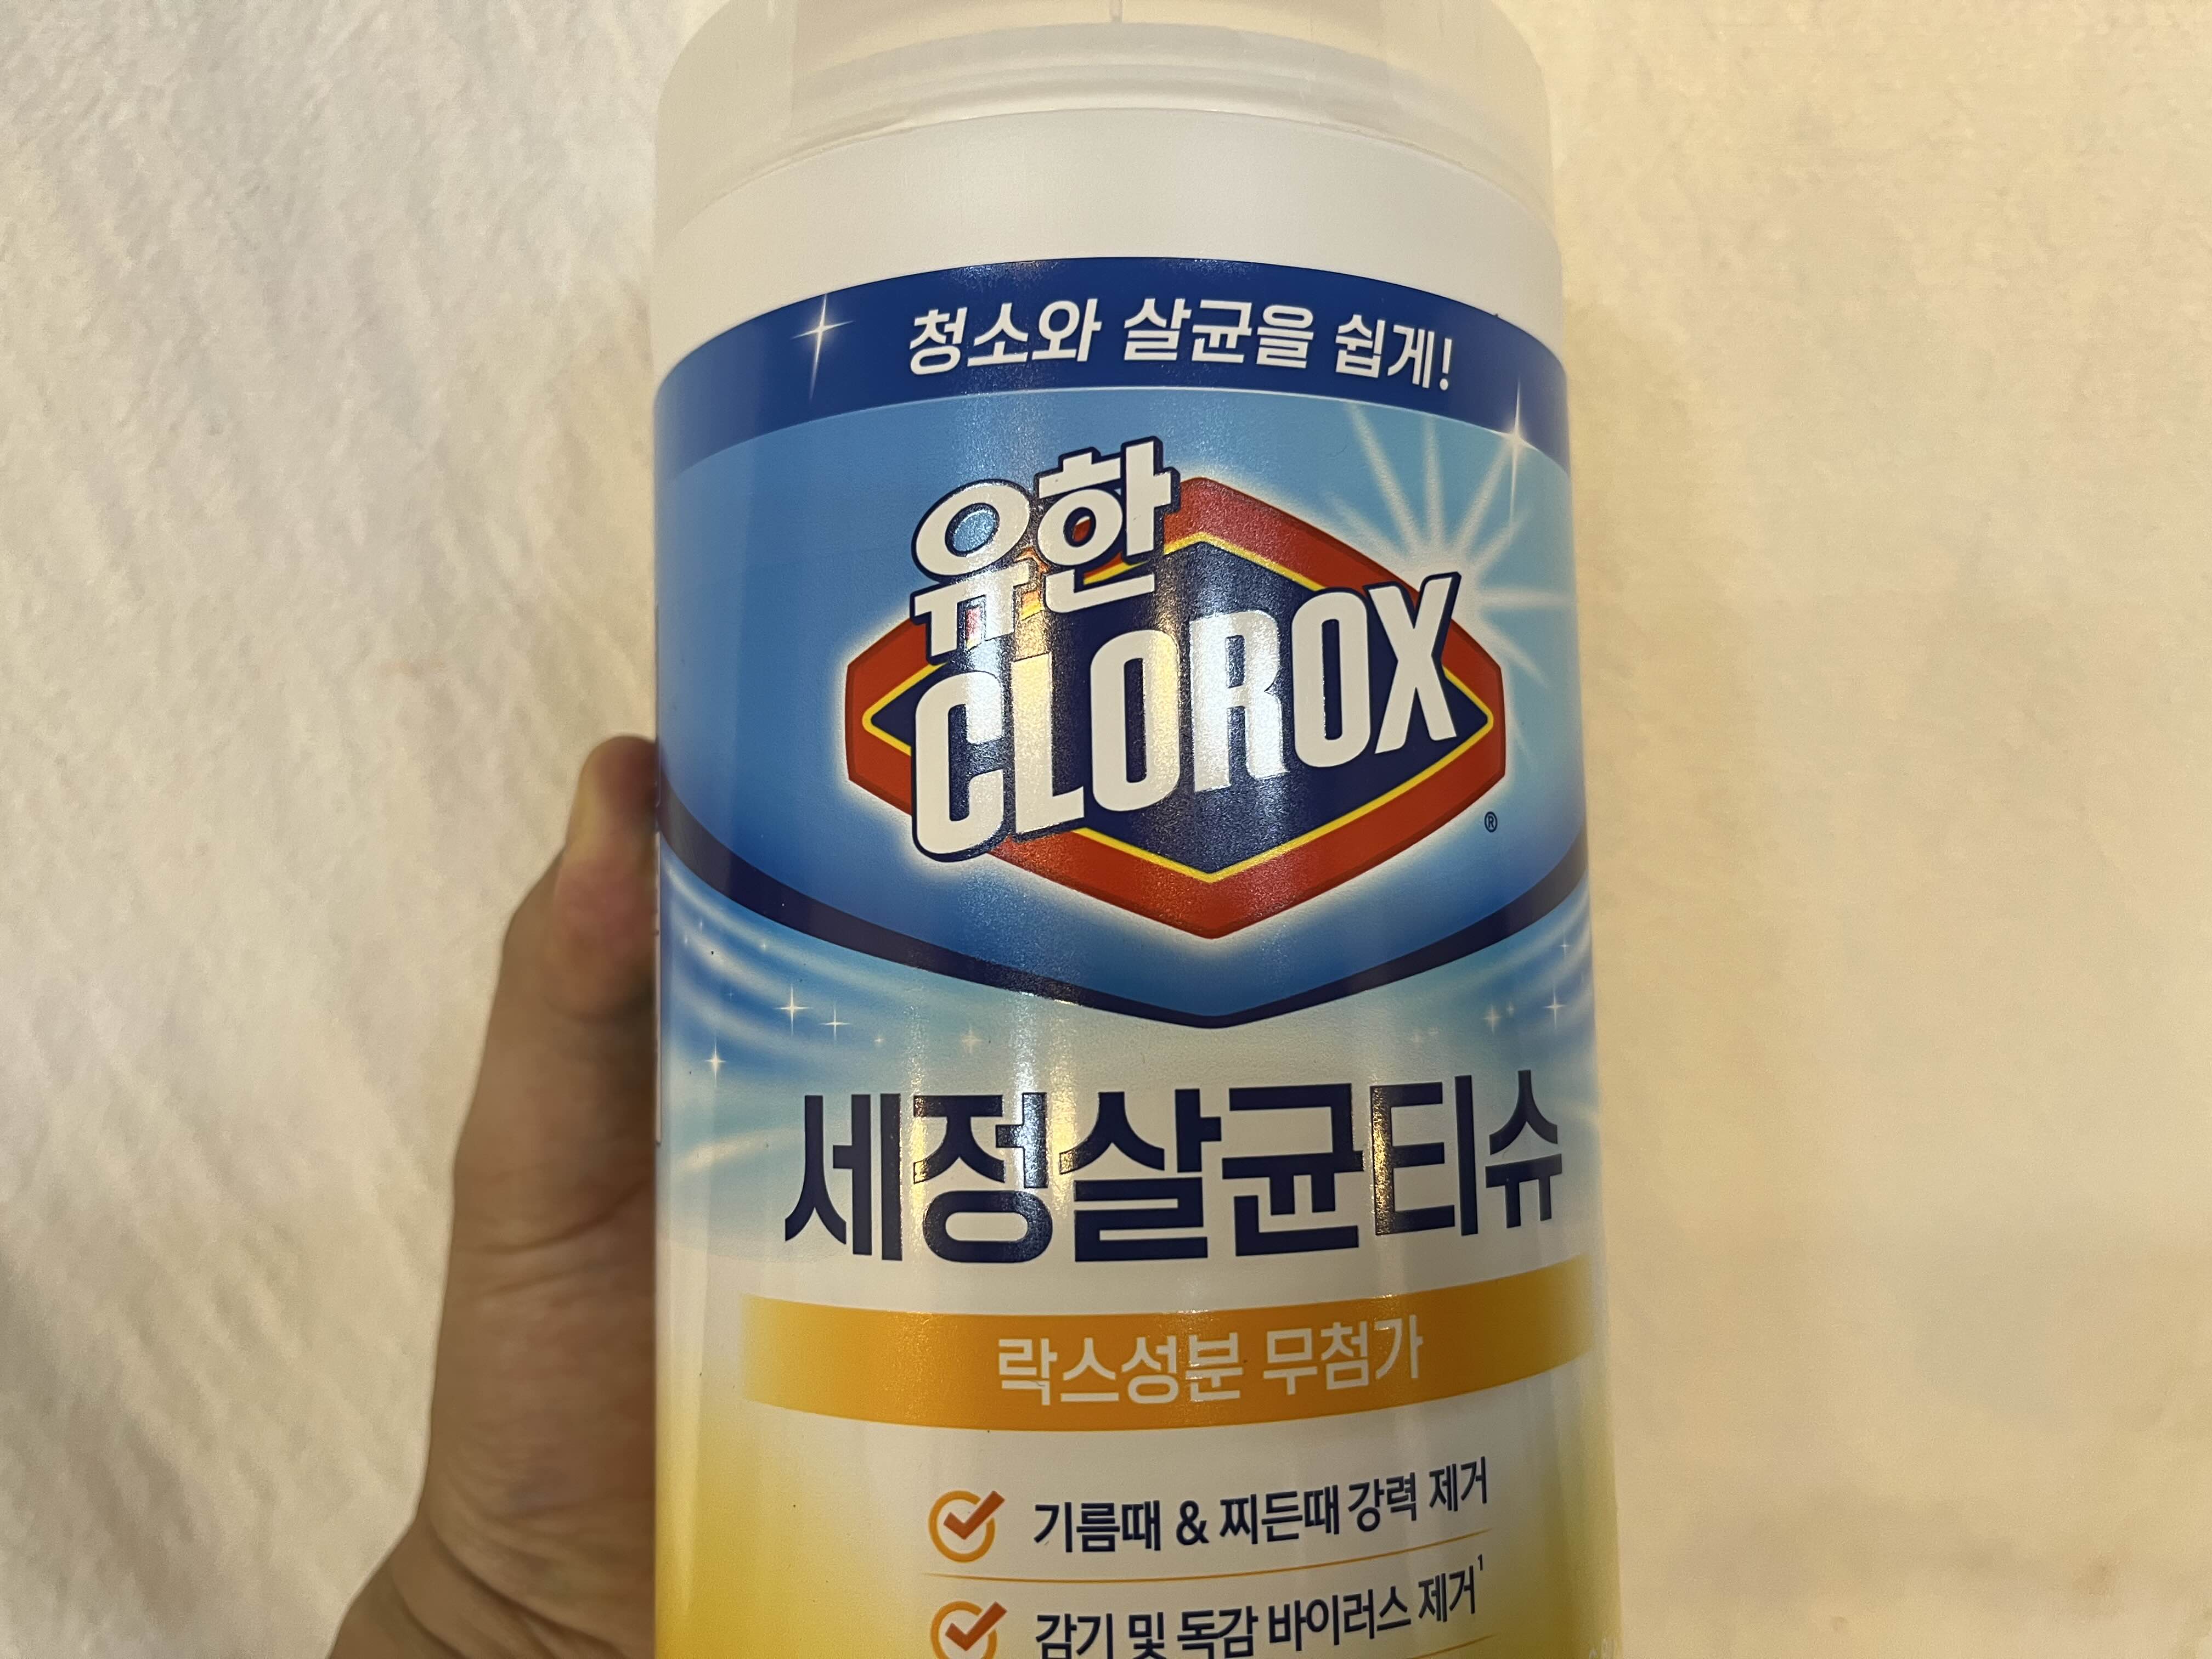 청소와 살균을 쉽게!
유한
CLOROX
®
세정살균티슈
락스성분 무첨가
기름때 & 찌든때 강력 제거
감기 및 독감 바이러스 제거¹